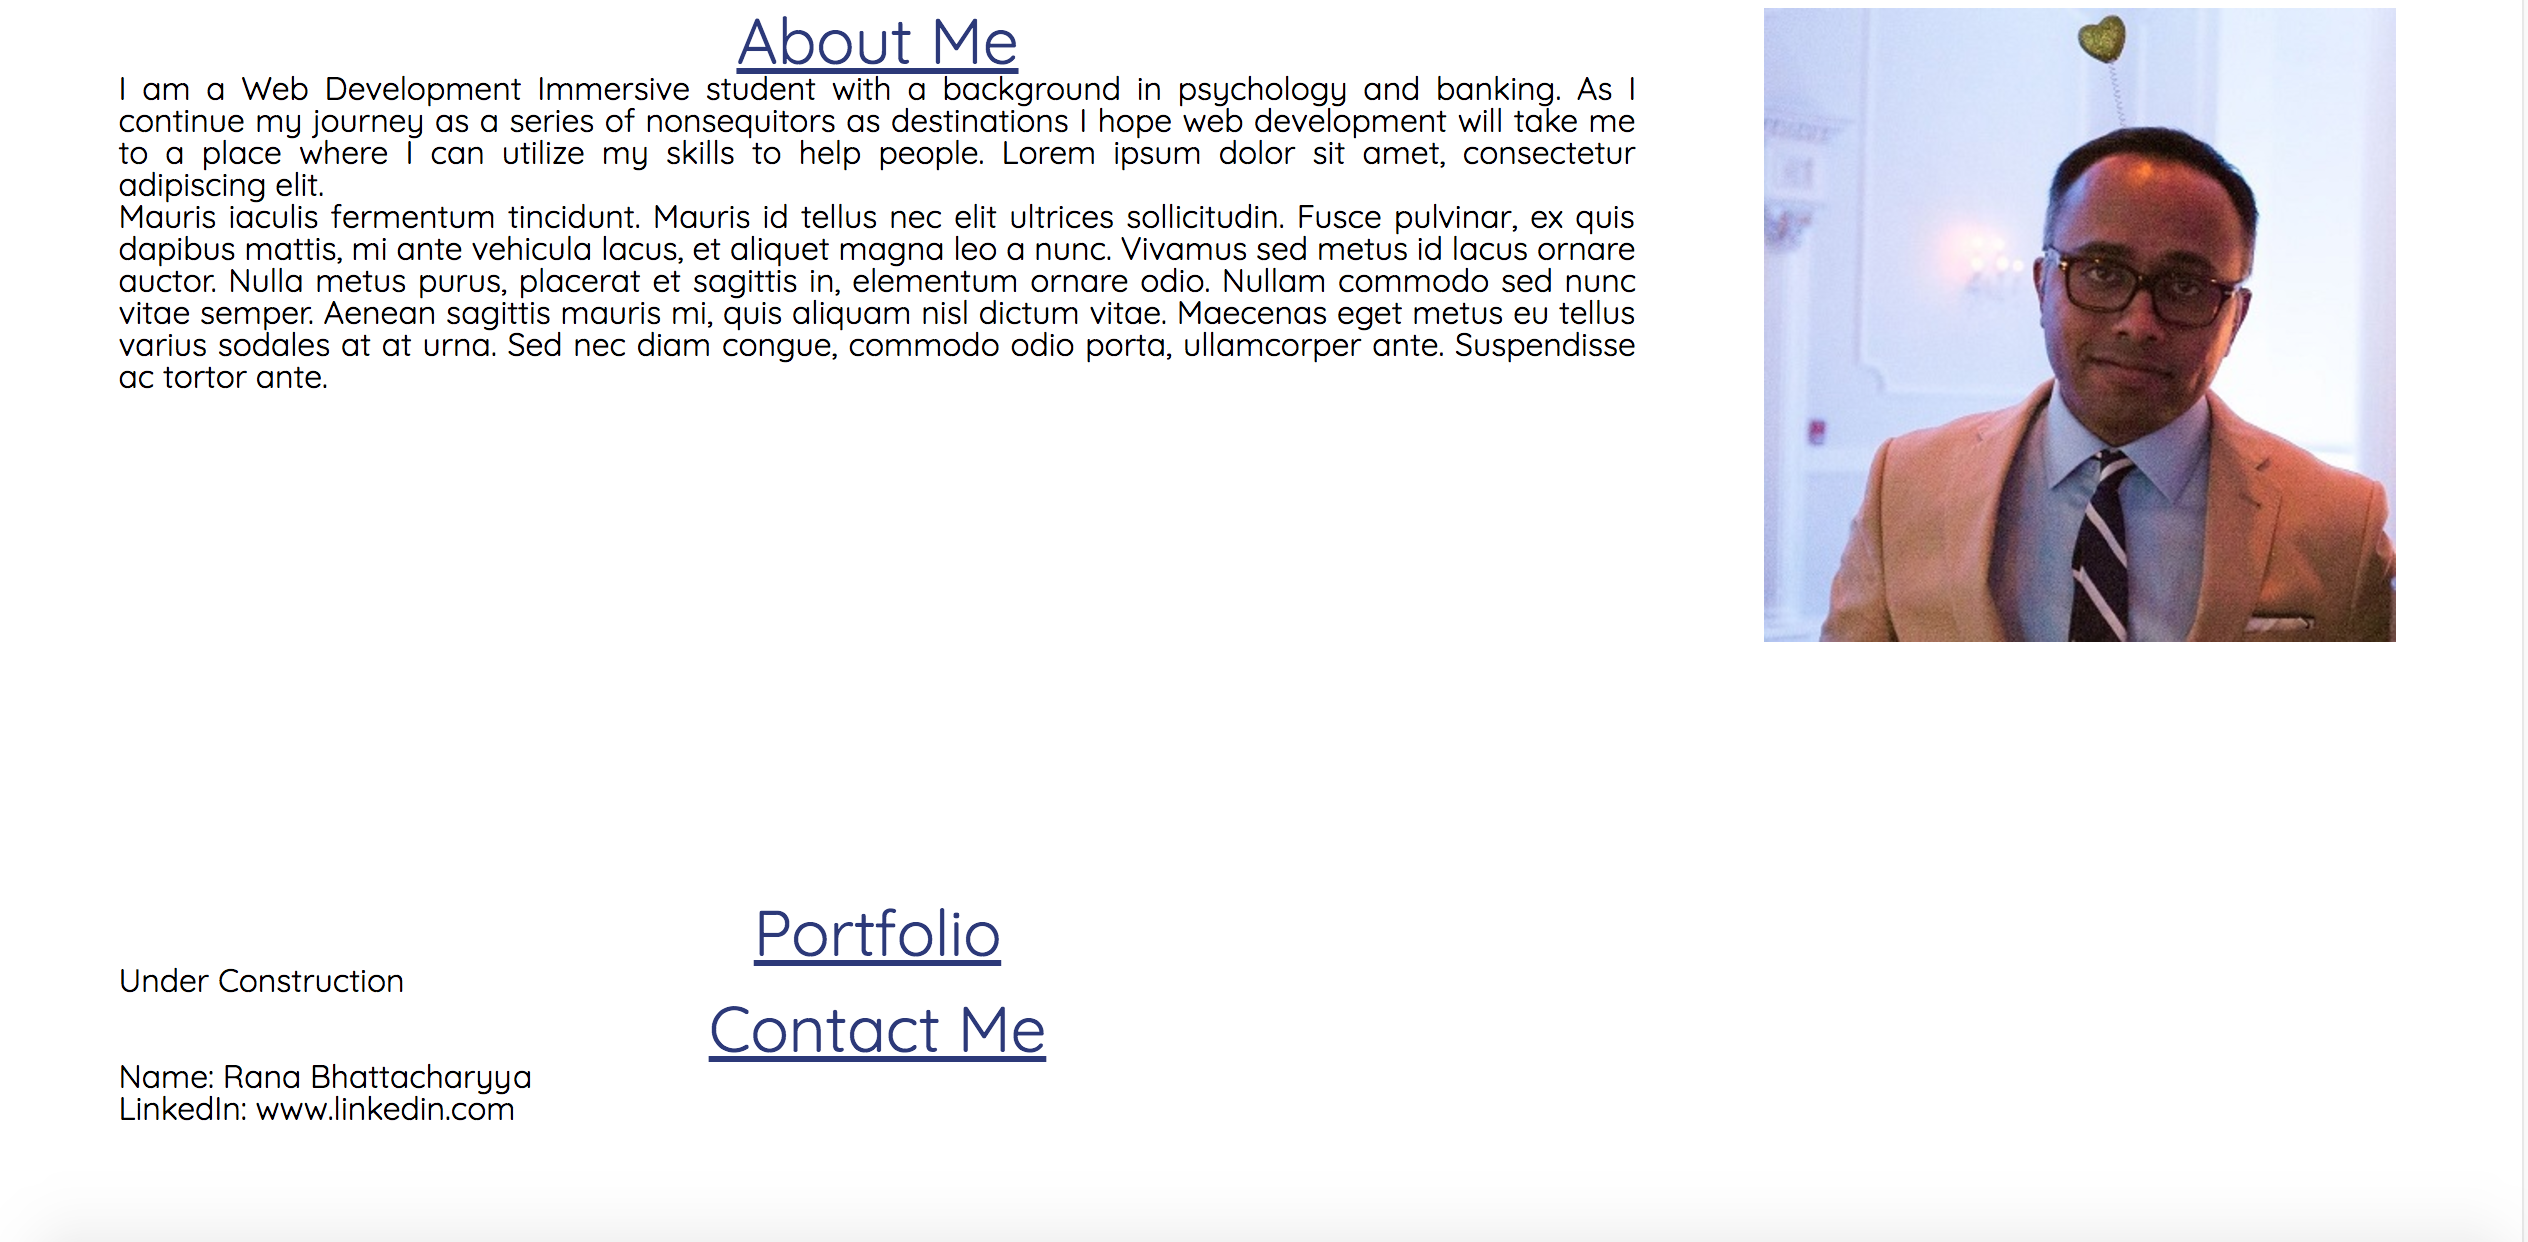 About Me
I am a Web Development Immersive student with a background in psychology and banking. As I
continue my journey as a series of nonsequitors as destinations I hope web development will take me
to a place where I can utilize my skills to help people. Lorem ipsum dolor sit amet, consectetur
adipiscing elit.
Mauris iaculis fermentum tincidunt. Mauris id tellus nec elit ultrices sollicitudin. Fusce pulvinar, ex quis
dapibus mattis, mi ante vehicula lacus, et aliquet magna leo a nunc. Vivamus sed metus id lacus ornare
auctor. Nulla metus purus, placerat et sagittis in, elementum ornare odio. Nullam commodo sed nunc
vitae semper. Aenean sagittis mauris mi, quis aliquam nisl dictum vitae. Maecenas eget metus eu tellus
varius sodales at at urna. Sed nec diam congue, commodo odio porta, ullamcorper ante. Suspendisse
ac tortor ante.
Portfolio
Under Construction
Contact Me
Name: Rana Bhattacharyya
LinkedIn: www.linkedin.com